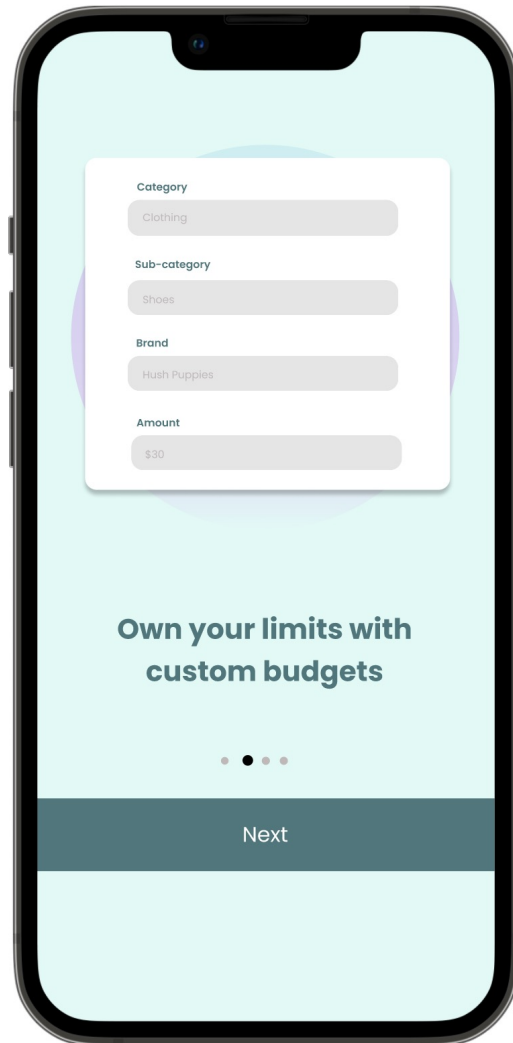 Category
Clothing
Sub-category
Shoes
Brand
Hush Puppies
Amount
$30
Own your limits with
custom budgets
Next